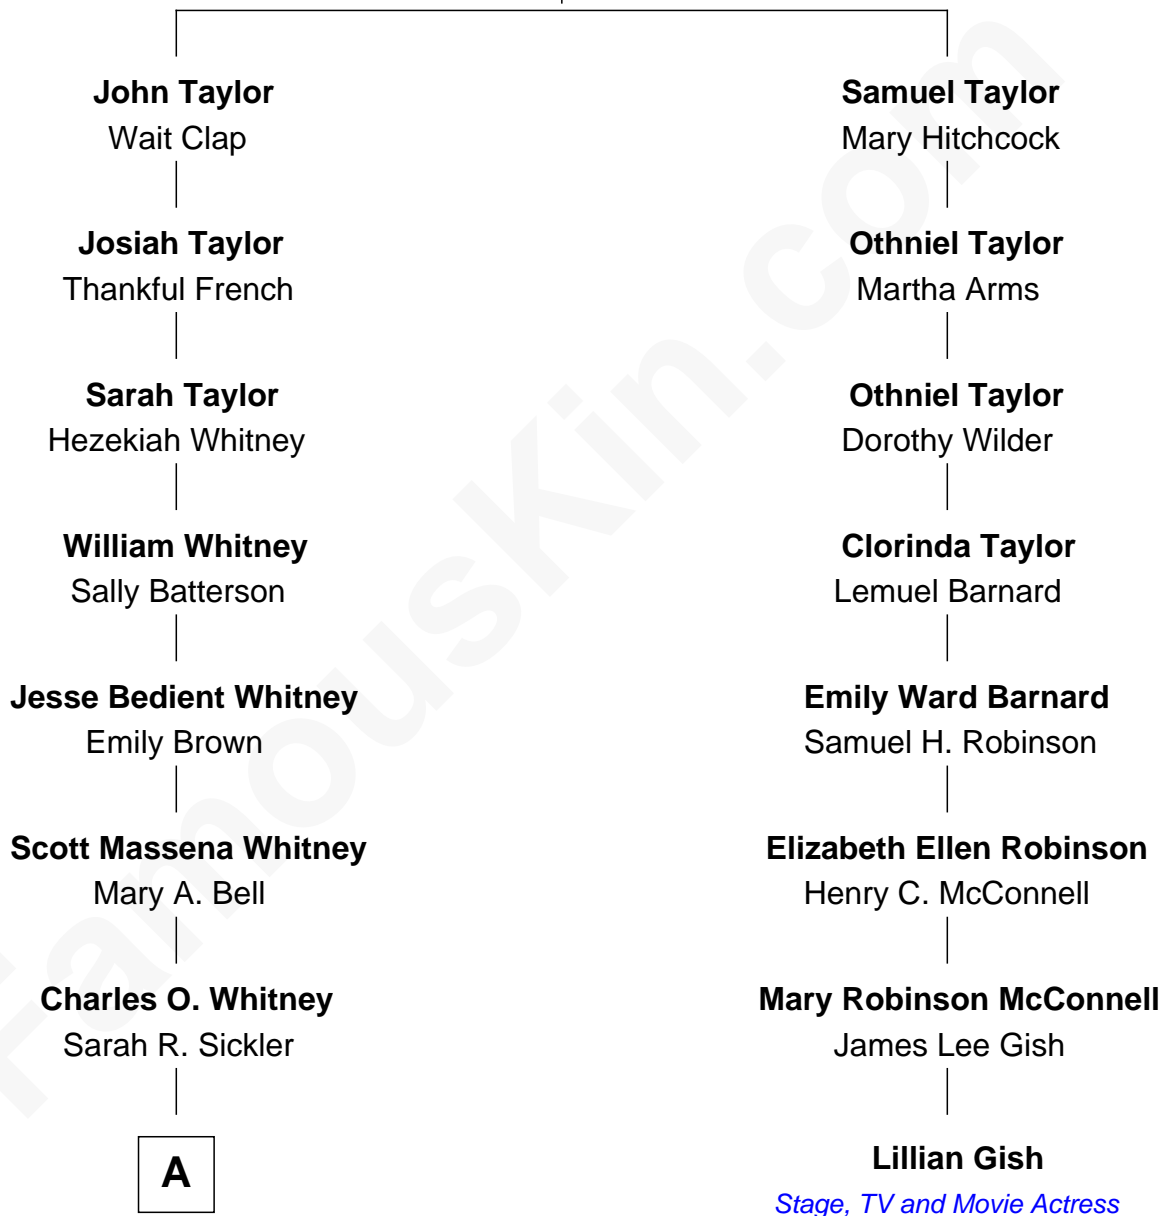 John Taylor
Wait Clap
Samuel Taylor
Mary Hitchcock
Josiah Taylor
Thankful French
Othniel Taylor
Martha Arms
Sarah Taylor
Hezekiah Whitney
Othniel Taylor
Dorothy Wilder
William Whitney
Sally Batterson
Clorinda Taylor
Lemuel Barnard
Jesse Bedient Whitney
Emily Brown
Emily Ward Barnard
Samuel H. Robinson
Scott Massena Whitney
Mary A. Bell
Elizabeth Ellen Robinson
Henry C. McConnell
Charles O. Whitney
Sarah R. Sickler
Mary Robinson McConnell
James Lee Gish
A
Lillian Gish
Stage, TV and Movie Actress
FamousKin.com